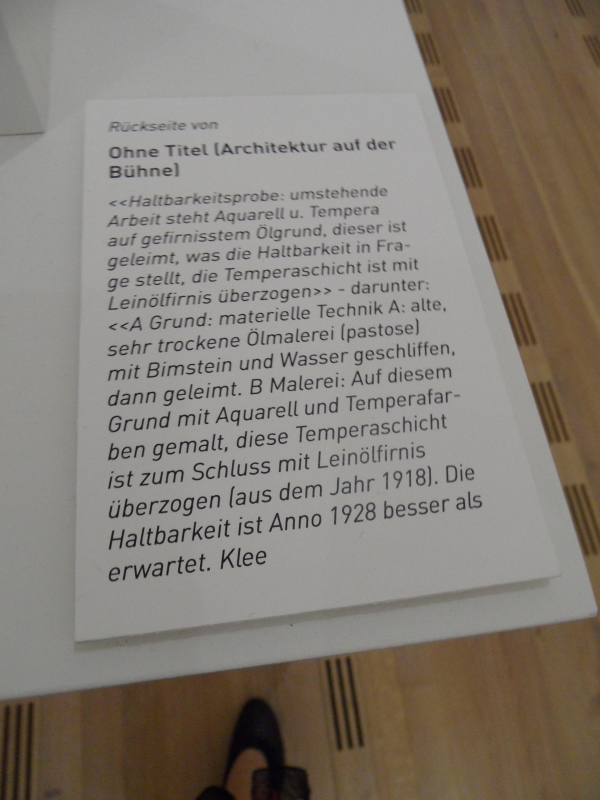 Rückseite von
Ohne Titel (Architektur auf der
Bühne)
<<Haltbarkeitsprobe: umstehende
Arbeit steht Aquarell u. Tempera
auf gefirnisstem Ölgrund, dieser ist
geleimt, was die Haltbarkeit in Fra-
ge stellt, die Temperaschicht ist mit
Leinölfirnis überzogen>> - darunter:
<<A Grund: materielle Technik A: alte,
sehr trockene Ölmalerei (pastose)
mit Bimstein und Wasser geschliffen,
dann geleimt. B Malerei: Auf diesem
Grund mit Aquarell und Temperafar-
ben gemalt, diese Temperaschicht
ist zum Schluss mit Leinölfirnis
überzogen (aus dem Jahr 1918). Die
Haltbarkeit ist Anno 1928 besser als
erwartet. Klee